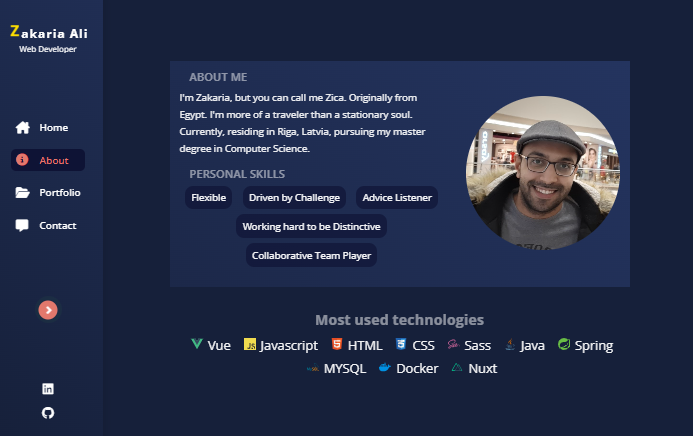 Zakaria Ali
Web Developer
Home
About
Portfolio
Contact
ABOUT ME
I'm Zakaria, but you can call me Zica. Originally from
Egypt. I'm more of a traveler than a stationary soul.
Currently, residing in Riga, Latvia, pursuing my master
degree in Computer Science.
PERSONAL SKILLS
Flexible Driven by Challenge Advice Listener
Working hard to be Distinctive
Collaborative Team Player
Most used technologies
Vue JS Javascript HTML CSS Sass Java Spring
MYSQL Docker Nuxt